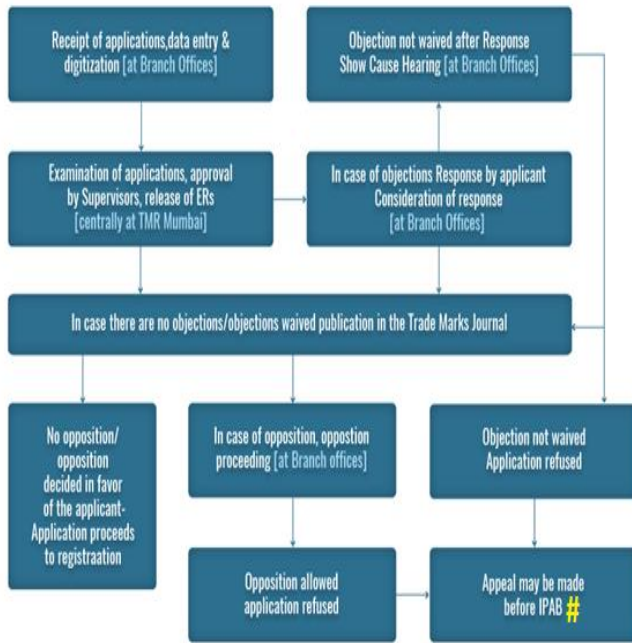 Receipt of applications,data entry &
digitization [at Branch Offices]
Objection not waived after Response
Show Cause Hearing [at Branch Offices]
Examination of applications, approval
by Supervisors, release of ERs
[centrally at TMR Mumbai]
In case of objections Response by applicant
Consideration of response
[at Branch Offices]
In case there are no objections/objections waived publication in the Trade Marks Journal
No opposition/
opposition
decided in favor
of the applicant-
Application proceeds
to registraation
In case of opposition, oppostion
proceeding [at Branch offices]
Objection not waived
Application refused
Opposition allowed
application refused
Appeal may be made
before IPAB #